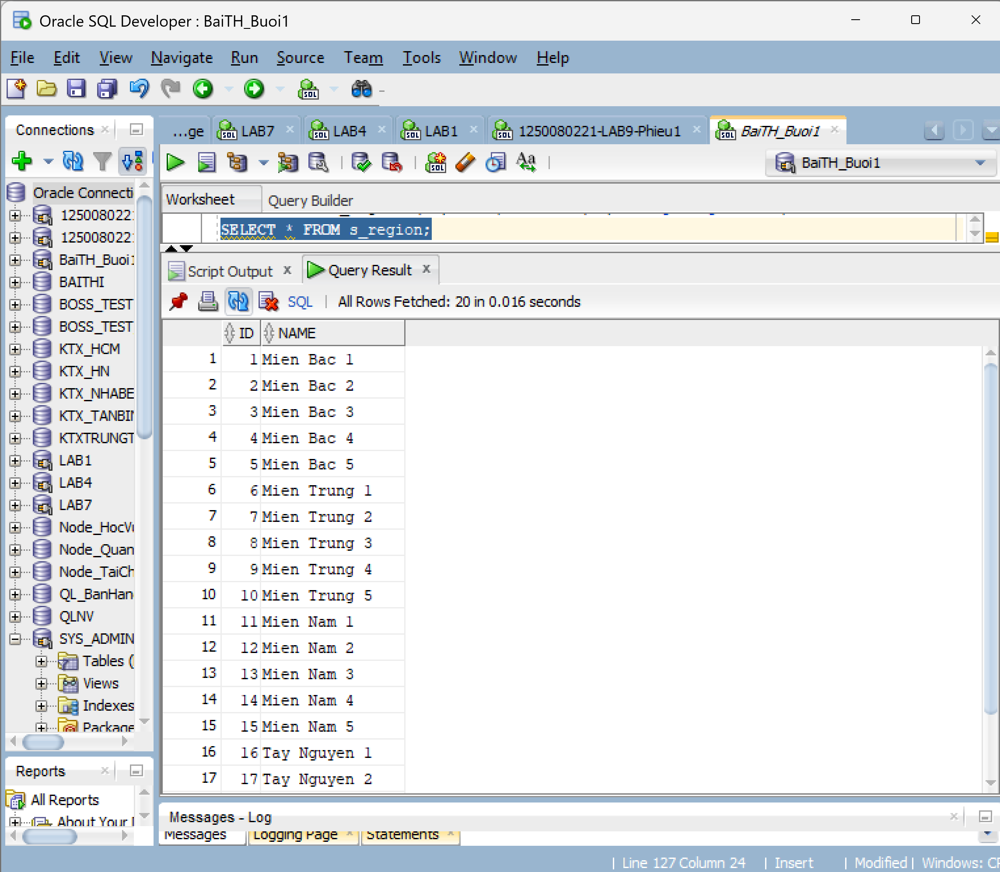 Oracle SQL Developer : BaiTH_Buoi1
File Edit View Navigate Run Source Team Tools Window Help
Connections
...ge LAB7 LAB4 LAB1 1250080221-LAB9-Phieu1 BaiTH_Buoi1
BaiTH_Buoi1
Oracle Connecti
1250080221
1250080221
BaiTH_Buoi1
BAITHI
BOSS_TEST
BOSS_TEST
KTX_HCM
KTX_HN
KTX_NHABE
KTX_TANBIN
KTXTRUNGT
LAB1
LAB4
LAB7
Node_HocV
Node_Quan
Node_TaiCh
QL_BanHan
QLNV
SYS_ADMIN
Tables (
Views
Indexes
Package
Reports
All Reports
About Your
Worksheet Query Builder
SELECT * FROM s_region;
Script Output Query Result
SQL All Rows Fetched: 20 in 0.016 seconds
ID NAME
1 1 Mien Bac 1
2 2 Mien Bac 2
3 3 Mien Bac 3
4 4 Mien Bac 4
5 5 Mien Bac 5
6 6 Mien Trung 1
7 7 Mien Trung 2
8 8 Mien Trung 3
9 9 Mien Trung 4
10 10 Mien Trung 5
11 11 Mien Nam 1
12 12 Mien Nam 2
13 13 Mien Nam 3
14 14 Mien Nam 4
15 15 Mien Nam 5
16 16 Tay Nguyen 1
17 17 Tay Nguyen 2
Messages - Log
Messages Logging Page Statements
Line 127 Column 24 Insert Modified Windows: CR